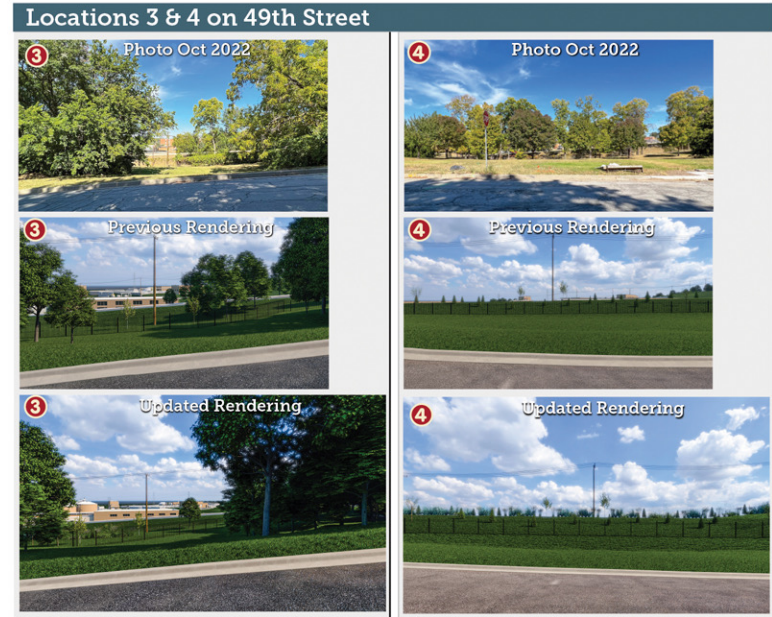 Locations 3 & 4 on 49th Street
3
Photo Oct 2022
3
Previous Rendering
3
Updated Rendering
4
Photo Oct 2022
4
Previous Rendering
4
Updated Rendering